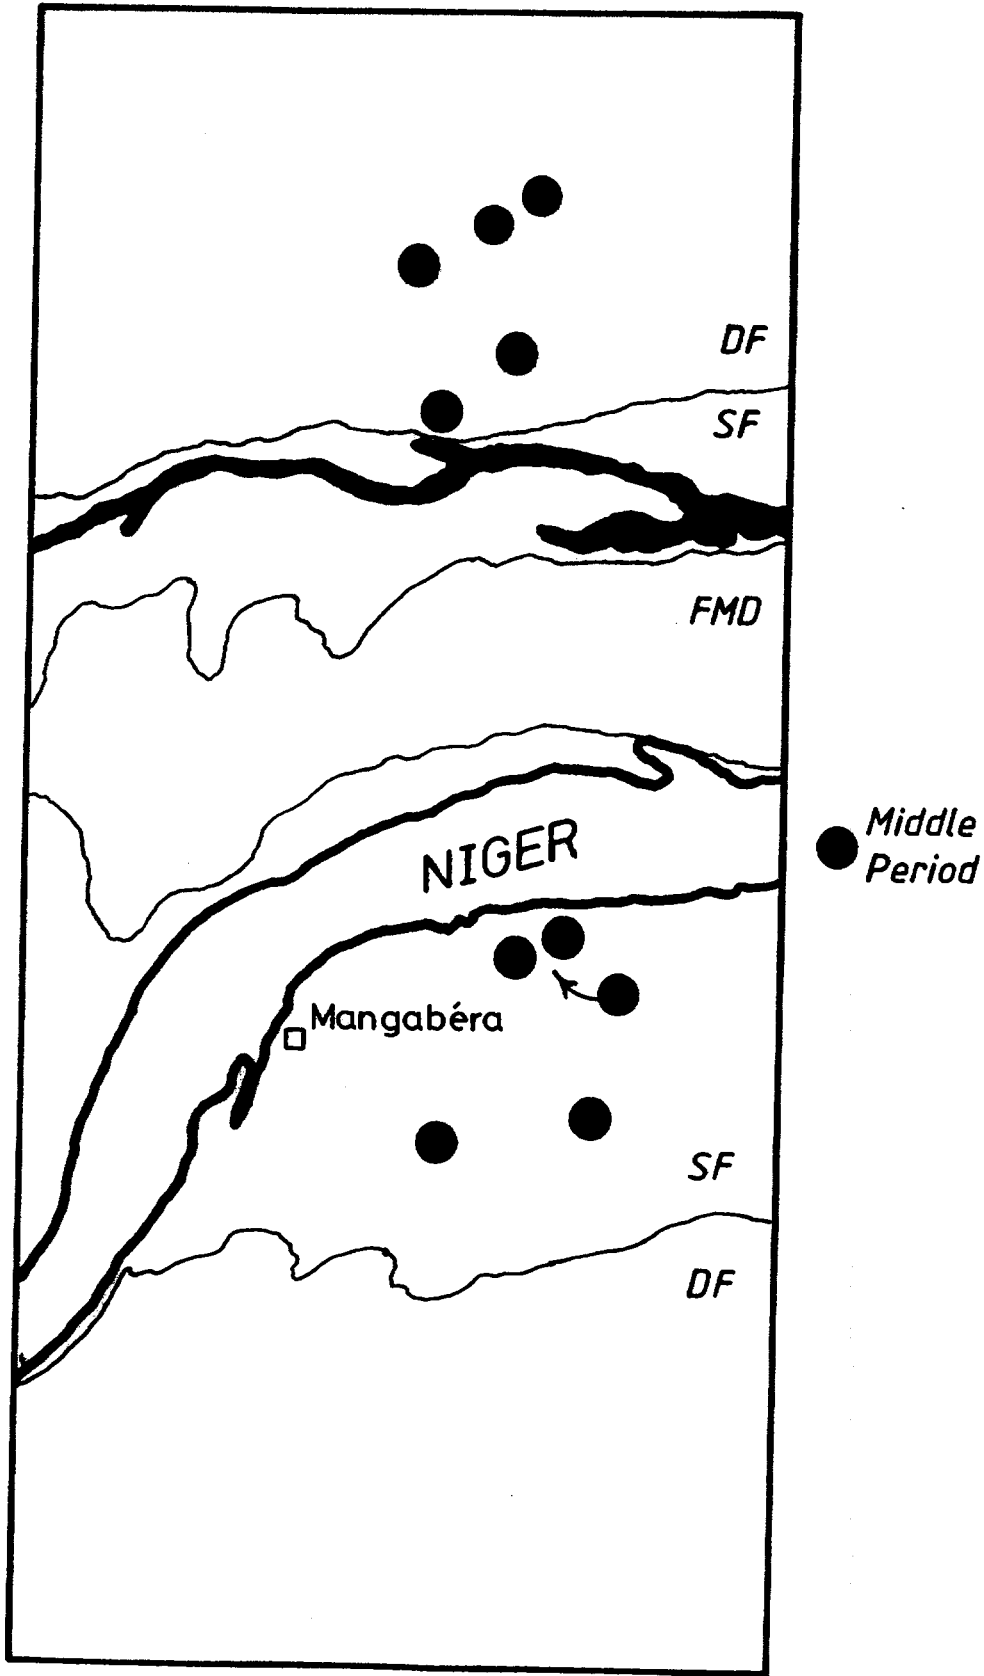 DF
SF
FMD
NIGER
Middle
Period
Mangabéra
SF
DF